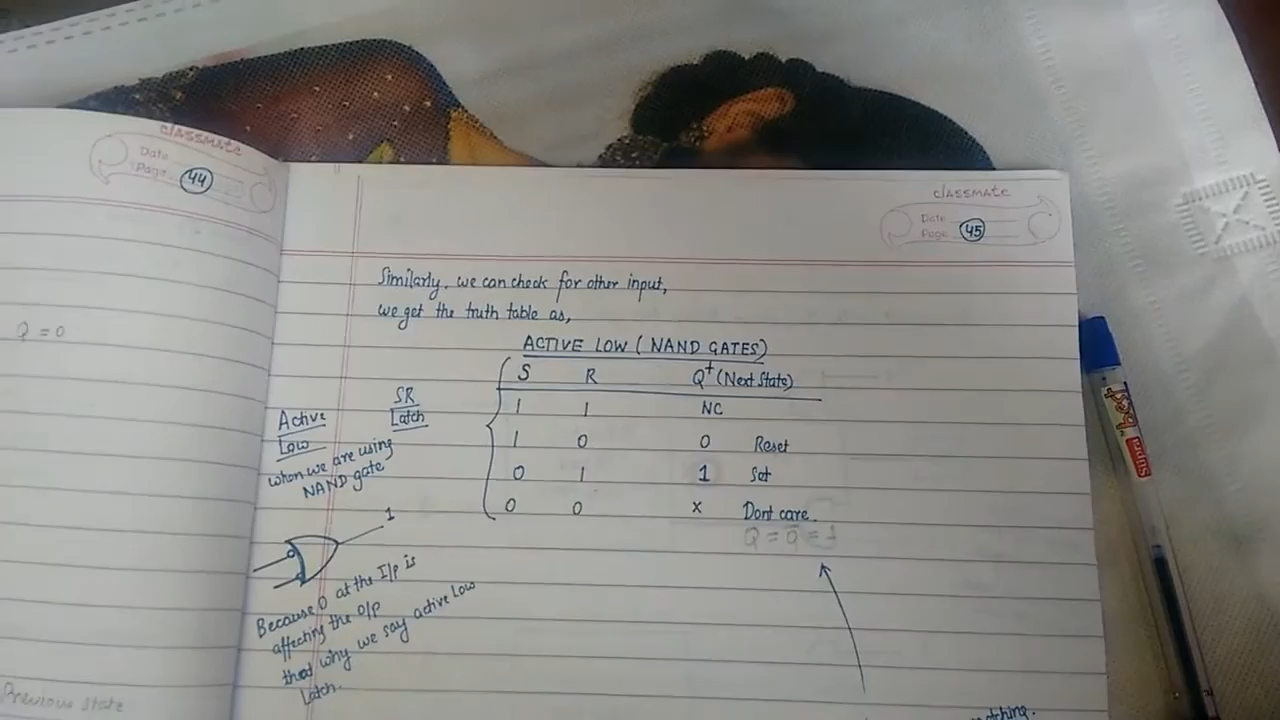 classmate
Date
Page 44
Q = 0
Previous State
classmate
Date
Page 45
Similarly, we can check for other input,
we get the truth table as,
ACTIVE LOW (NAND GATES)
S R Q+ (Next State)
1 1 NC
1 0 0 Reset
0 1 1 Set
0 0 x Dont care.
Q = Q̅ = 1
SR
Latch
Active
Low
when we are using
NAND gate
1
Because 0 at the I/p is
affecting the O/p
that why we say active Low
Latch.
Supri